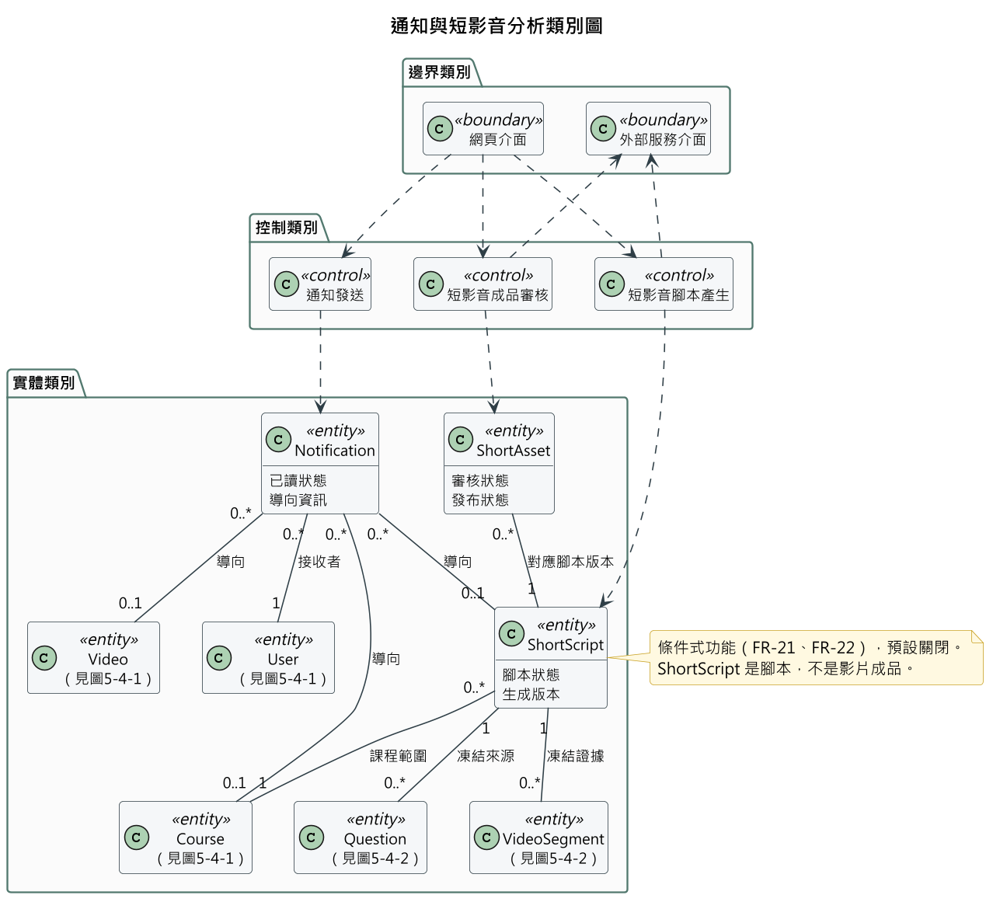 通知與短影音分析類別圖
邊界類別
C
«boundary»
網頁介面
C
«boundary»
外部服務介面
控制類別
C
«control»
通知發送
C
«control»
短影音成品審核
C
«control»
短影音腳本產生
實體類別
C
«entity»
Notification
已讀狀態
導向資訊
C
«entity»
ShortAsset
審核狀態
發布狀態
0..*
0..*
0..*
0..*
0..*
導向
接收者
導向
對應腳本版本
0..1
1
0..1
1
C
«entity»
Video
（見圖5-4-1）
C
«entity»
User
（見圖5-4-1）
導向
C
«entity»
ShortScript
腳本狀態
生成版本
條件式功能（FR-21、FR-22），預設關閉。
ShortScript 是腳本，不是影片成品。
0..*
1
1
課程範圍
凍結來源
凍結證據
0..1
1
0..*
0..*
C
«entity»
Course
（見圖5-4-1）
C
«entity»
Question
（見圖5-4-2）
C
«entity»
VideoSegment
（見圖5-4-2）